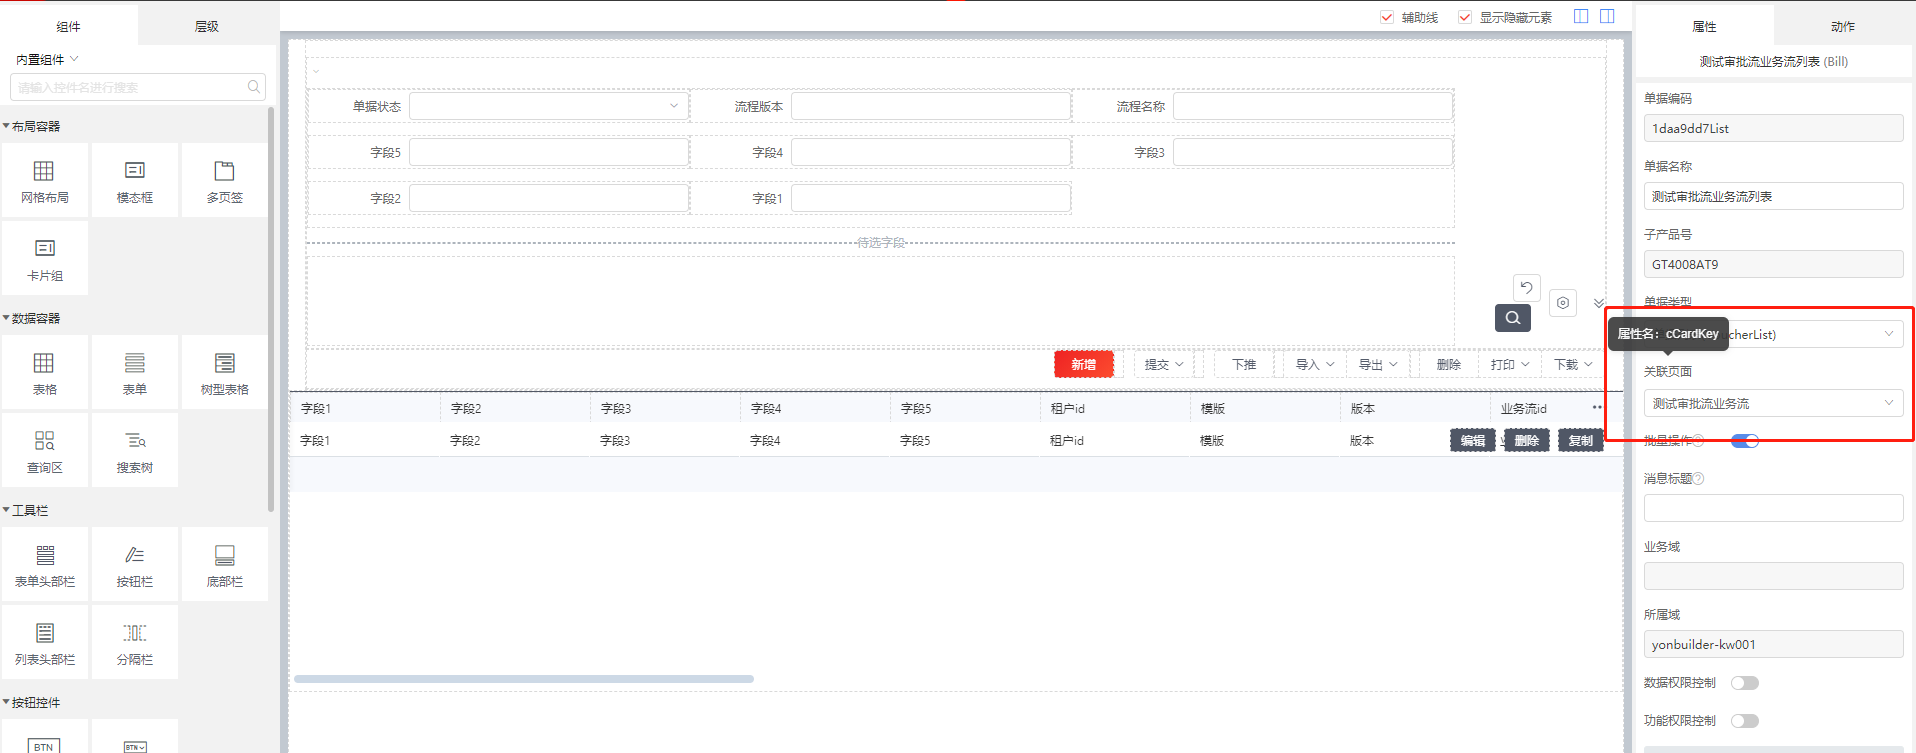 组件
层级
内置组件
请输入控件名进行搜索
布局容器
网格布局
模态框
多页签
卡片组
数据容器
表格
表单
树型表格
查询区
搜索树
工具栏
表单头部栏
按钮栏
底部栏
列表头部栏
分隔栏
按钮控件
BTN
BTN
辅助线
显示隐藏元素
单据状态
流程版本
流程名称
字段5
字段4
字段3
字段2
字段1
待选字段
新增
提交
下推
导入
导出
删除
打印
下载
字段1
字段2
字段3
字段4
字段5
租户id
模版
版本
业务流id
字段1
字段2
字段3
字段4
字段5
租户id
模版
版本
编辑
删除
复制
属性
动作
测试审批流业务流列表 (Bill)
单据编码
1daa9dd7List
单据名称
测试审批流业务流列表
子产品号
GT4008AT9
单据类型
属性名：cCardKey
cherList)
关联页面
测试审批流业务流
批量操作
消息标题
业务域
所属域
yonbuilder-kw001
数据权限控制
功能权限控制